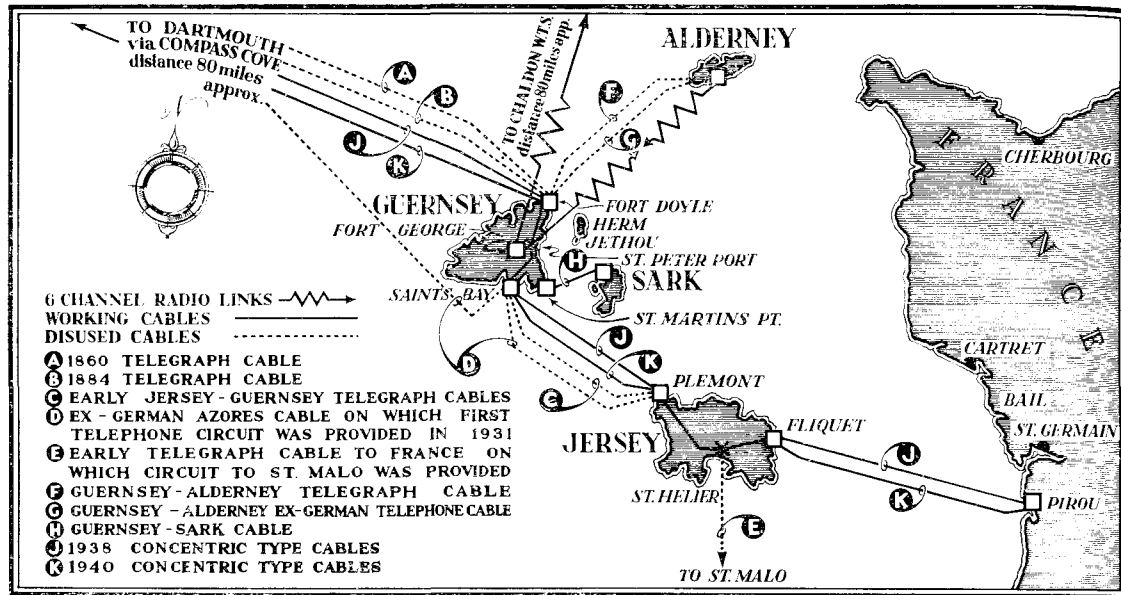 TO DARTMOUTH
via COMPASS COVE
distance 80 miles
approx.
A
B
J
K
TO CHALDON W.T.S.
distance 80 miles app.
ALDERNEY
F
G
FRANCE
CHERBOURG
GUERNSEY
FORT GEORGE
FORT DOYLE
HERM
JETHOU
ST. PETER PORT
H
SARK
SAINTS BAY
ST. MARTINS PT.
D
J
K
C
PLEMONT
JERSEY
FLIQUET
ST. HELIER
E
TO ST. MALO
J
K
CARTRET
BAIL
ST. GERMAIN
PIROU
6 CHANNEL RADIO LINKS
WORKING CABLES
DISUSED CABLES
A 1860 TELEGRAPH CABLE
B 1884 TELEGRAPH CABLE
C EARLY JERSEY-GUERNSEY TELEGRAPH CABLES
D EX-GERMAN AZORES CABLE ON WHICH FIRST
TELEPHONE CIRCUIT WAS PROVIDED IN 1931
E EARLY TELEGRAPH CABLE TO FRANCE ON
WHICH CIRCUIT TO ST. MALO WAS PROVIDED
F GUERNSEY-ALDERNEY TELEGRAPH CABLE
G GUERNSEY-ALDERNEY EX-GERMAN TELEPHONE CABLE
H GUERNSEY-SARK CABLE
J 1938 CONCENTRIC TYPE CABLES
K 1940 CONCENTRIC TYPE CABLES